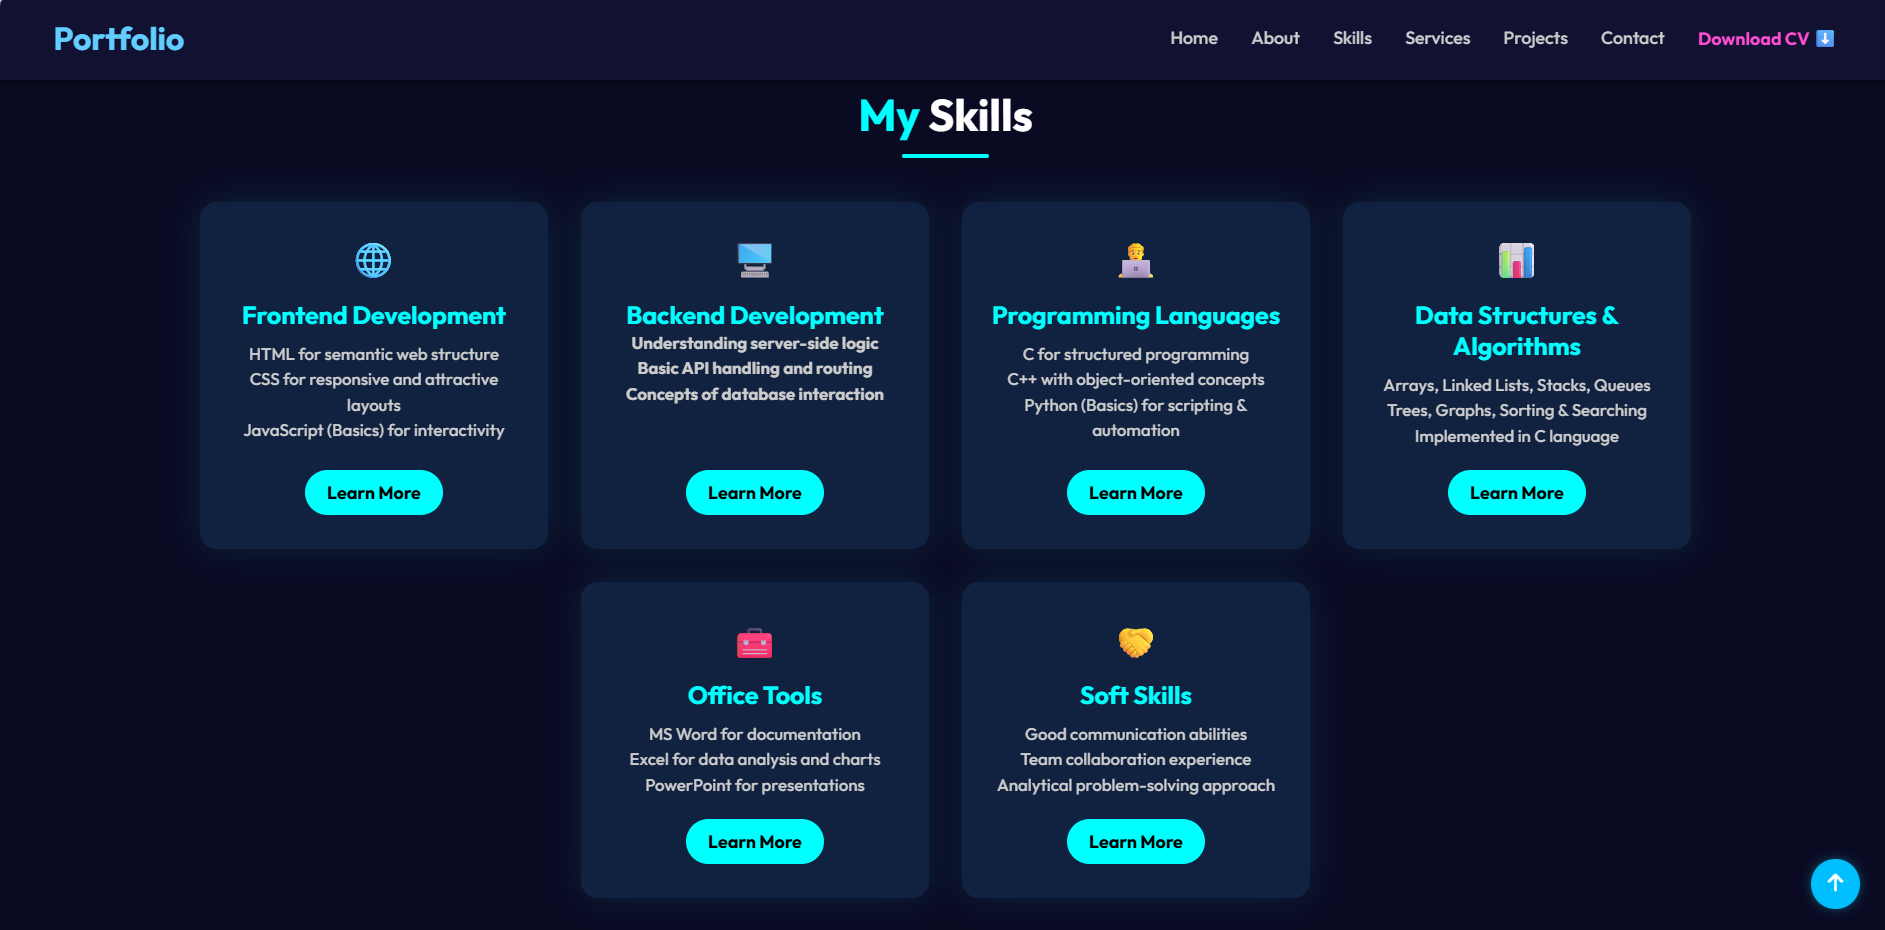 Portfolio
Home About Skills Services Projects Contact Download CV ⬇️
My Skills
Frontend Development
HTML for semantic web structure
CSS for responsive and attractive
layouts
JavaScript (Basics) for interactivity
Learn More
Backend Development
Understanding server-side logic
Basic API handling and routing
Concepts of database interaction
Learn More
Programming Languages
C for structured programming
C++ with object-oriented concepts
Python (Basics) for scripting &
automation
Learn More
Data Structures &
Algorithms
Arrays, Linked Lists, Stacks, Queues
Trees, Graphs, Sorting & Searching
Implemented in C language
Learn More
Office Tools
MS Word for documentation
Excel for data analysis and charts
PowerPoint for presentations
Learn More
Soft Skills
Good communication abilities
Team collaboration experience
Analytical problem-solving approach
Learn More